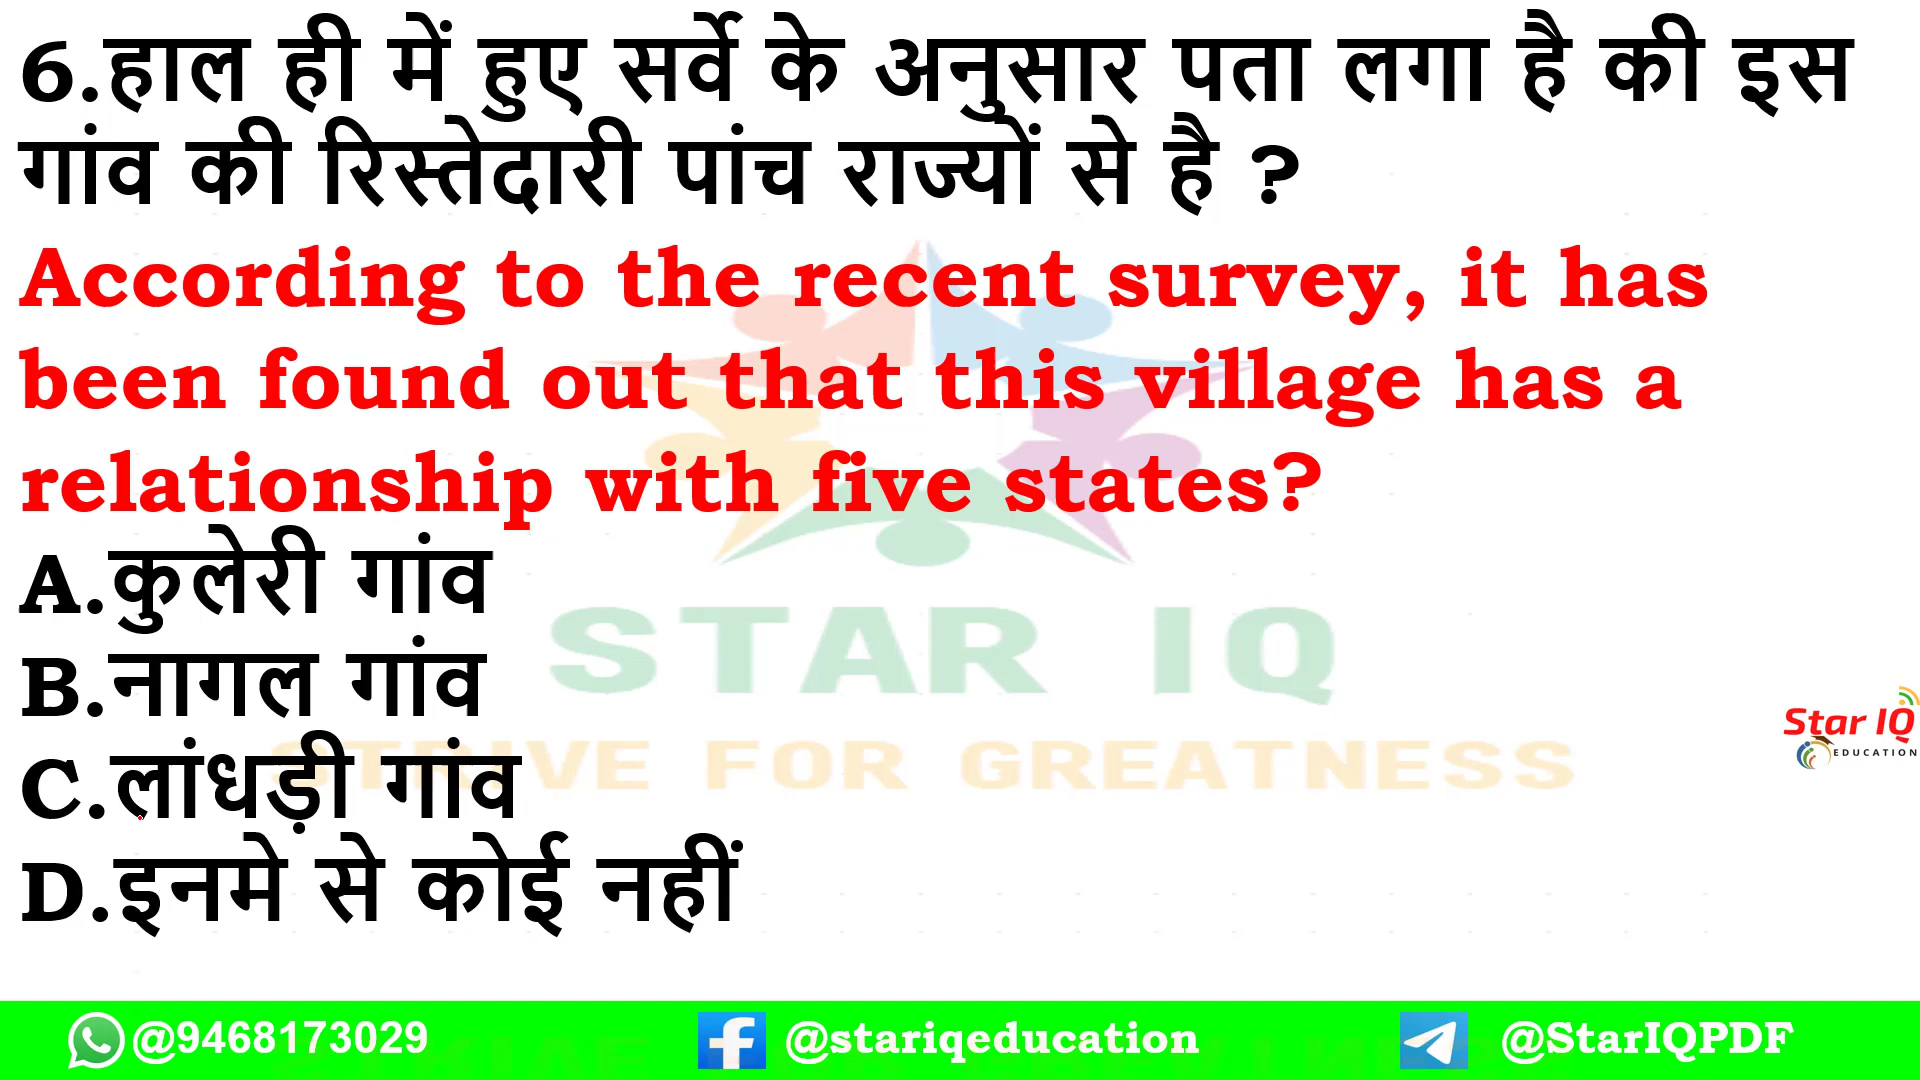 6.हाल ही में हुए सर्वे के अनुसार पता लगा है की इस
गांव की रिस्तेदारी पांच राज्यों से है ?
According to the recent survey, it has
been found out that this village has a
relationship with five states?
A.कुलेरी गांव
B.नागल गांव
C.लांधड़ी गांव
D.इनमे से कोई नहीं
STAR IQ
STRIVE FOR GREATNESS
Star IQ
EDUCATION
@9468173029
@stariqeducation
@StarIQPDF